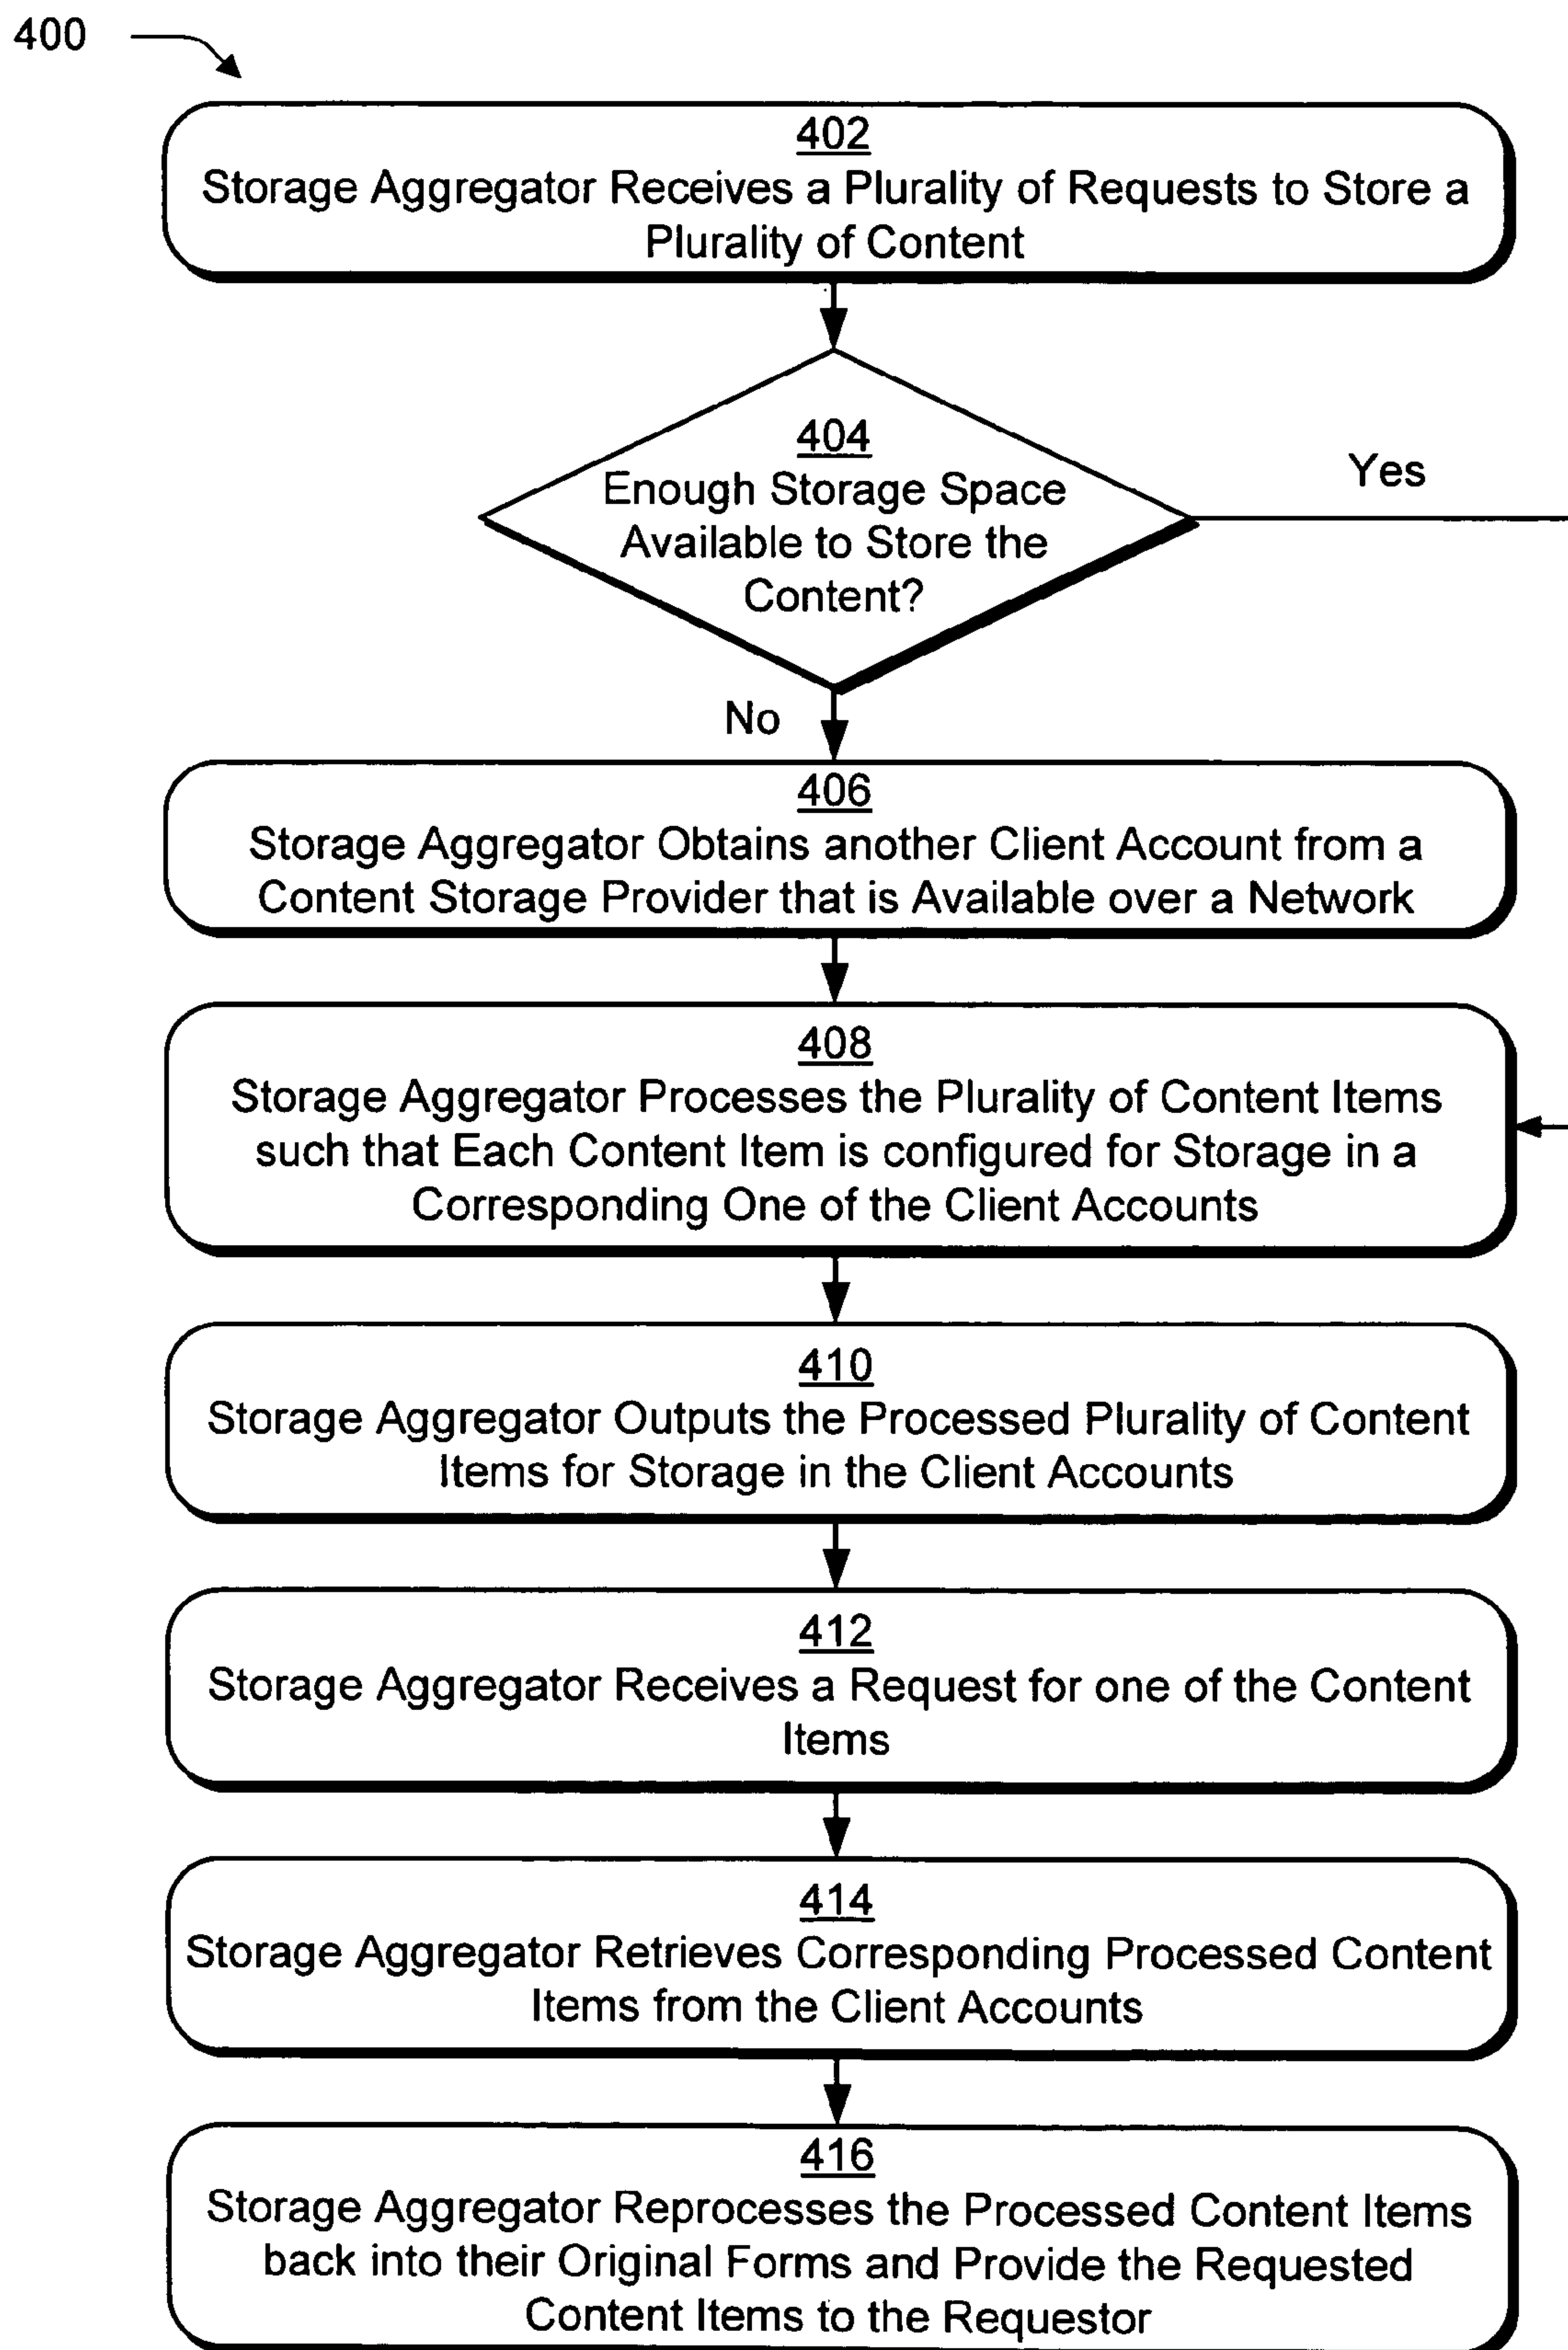 400
402
Storage Aggregator Receives a Plurality of Requests to Store a
Plurality of Content
404
Enough Storage Space
Available to Store the
Content?
Yes
No
406
Storage Aggregator Obtains another Client Account from a
Content Storage Provider that is Available over a Network
408
Storage Aggregator Processes the Plurality of Content Items
such that Each Content Item is configured for Storage in a
Corresponding One of the Client Accounts
410
Storage Aggregator Outputs the Processed Plurality of Content
Items for Storage in the Client Accounts
412
Storage Aggregator Receives a Request for one of the Content
Items
414
Storage Aggregator Retrieves Corresponding Processed Content
Items from the Client Accounts
416
Storage Aggregator Reprocesses the Processed Content Items
back into their Original Forms and Provide the Requested
Content Items to the Requestor